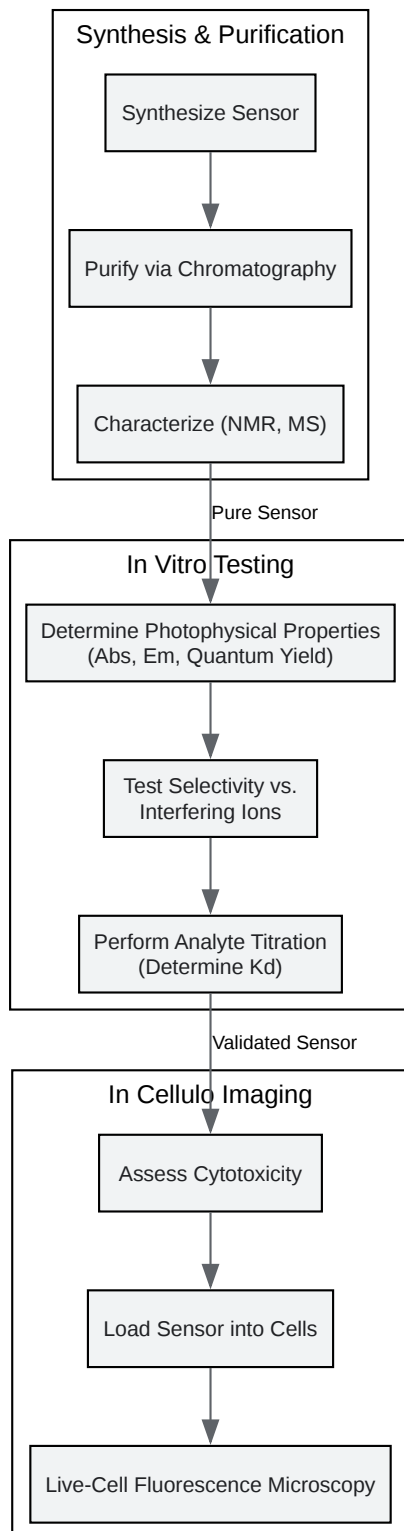 Synthesis & Purification
Synthesize Sensor
Purify via Chromatography
Characterize (NMR, MS)
Pure Sensor
In Vitro Testing
Determine Photophysical Properties
(Abs, Em, Quantum Yield)
Test Selectivity vs.
Interfering Ions
Perform Analyte Titration
(Determine Kd)
Validated Sensor
In Cellulo Imaging
Assess Cytotoxicity
Load Sensor into Cells
Live-Cell Fluorescence Microscopy